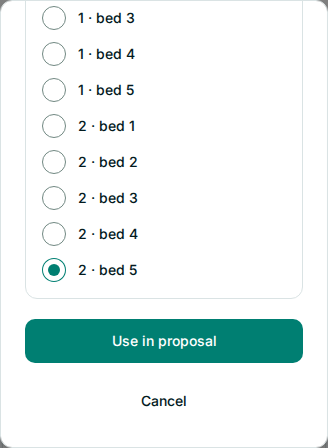 1 · bed 3
1 · bed 4
1 · bed 5
2 · bed 1
2 · bed 2
2 · bed 3
2 · bed 4
2 · bed 5
Use in proposal
Cancel